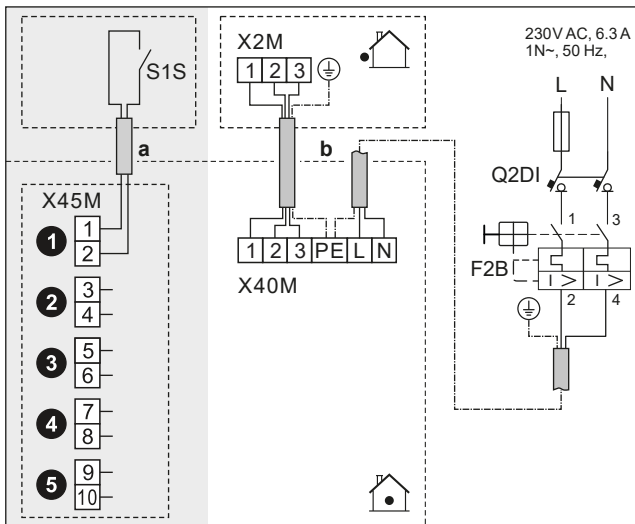 230V AC, 6.3 A
1N~, 50 Hz,
X2M
1 2 3
S1S
L N
a
b
Q2DI
X45M
1
1
2
1 2 3 PE L N
X40M
1 3
F2B
I > I >
2 4
2
3
4
3
5
6
4
7
8
5
9
10